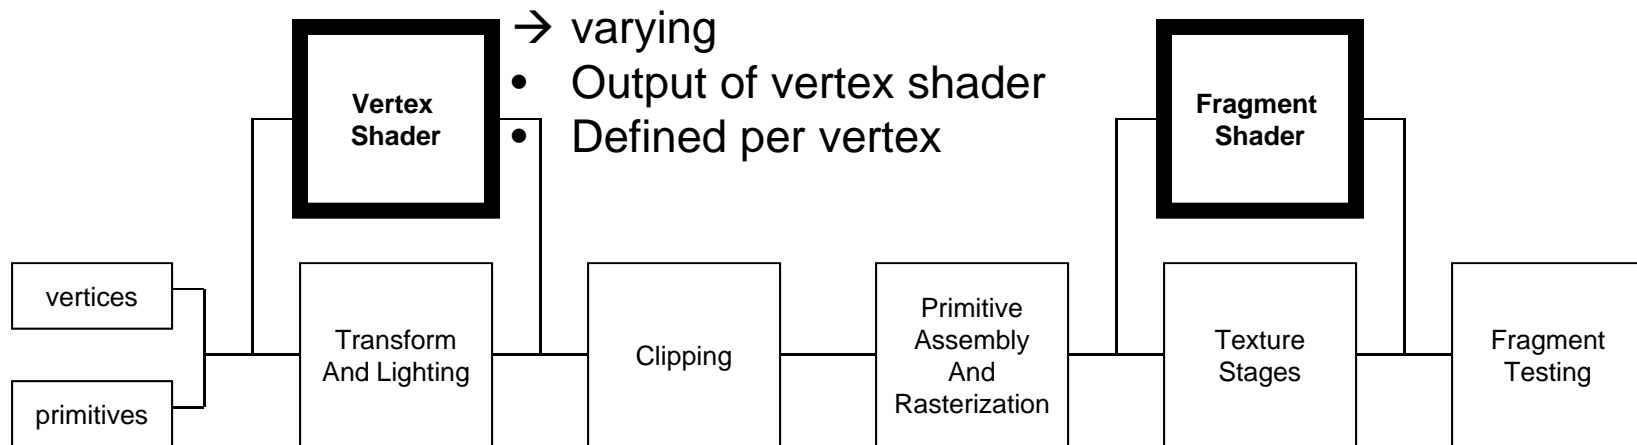 → varying
• Output of vertex shader
• Defined per vertex
Vertex
Shader
Fragment
Shader
vertices
primitives
Transform
And Lighting
Clipping
Primitive
Assembly
And
Rasterization
Texture
Stages
Fragment
Testing